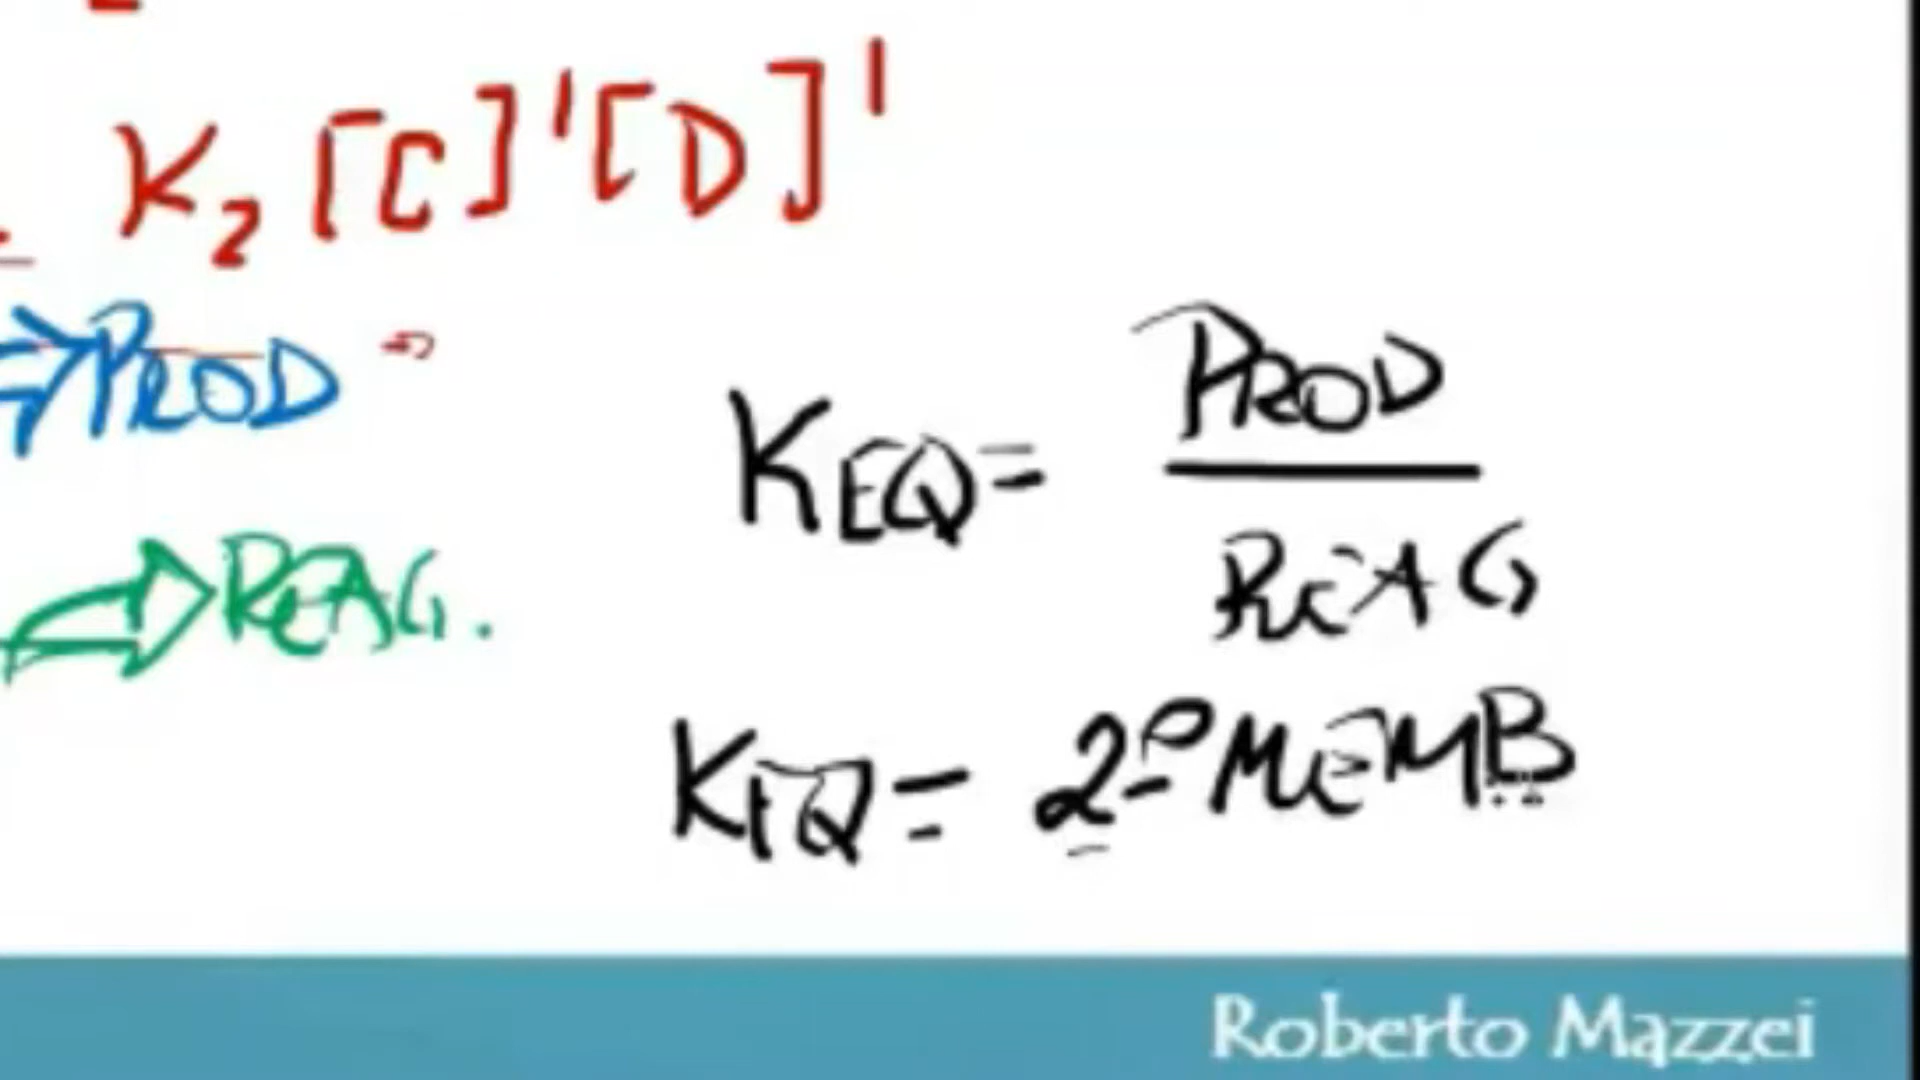 K₂[C]¹[D]¹
PROD
KEQ = PROD / REAG
REAG.
KEQ = 2º MEMB
Roberto Mazzei